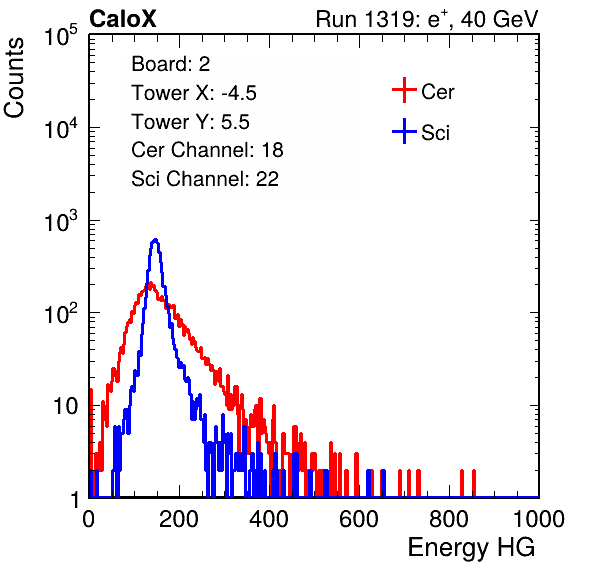 CaloX Run 1319: e⁺, 40 GeV
Counts
10⁵
10⁴
10³
10²
10
1
Board: 2
Tower X: -4.5
Tower Y: 5.5
Cer Channel: 18
Sci Channel: 22
Cer
Sci
0 200 400 600 800 1000
Energy HG